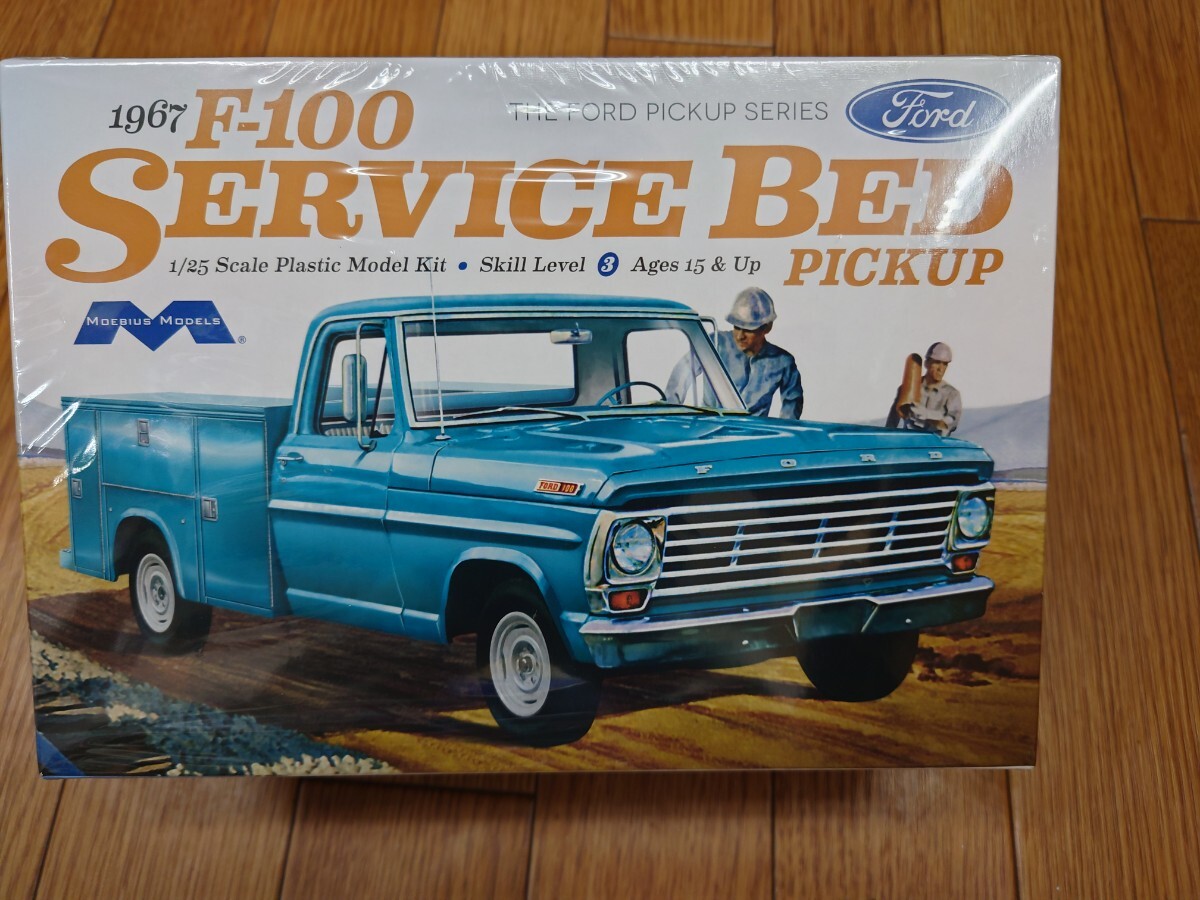 1967 F-100
THE FORD PICKUP SERIES
Ford
SERVICE BED
PICKUP
1/25 Scale Plastic Model Kit • Skill Level 3 Ages 15 & Up
MOEBIUS MODELS®
FORD 100
FORD